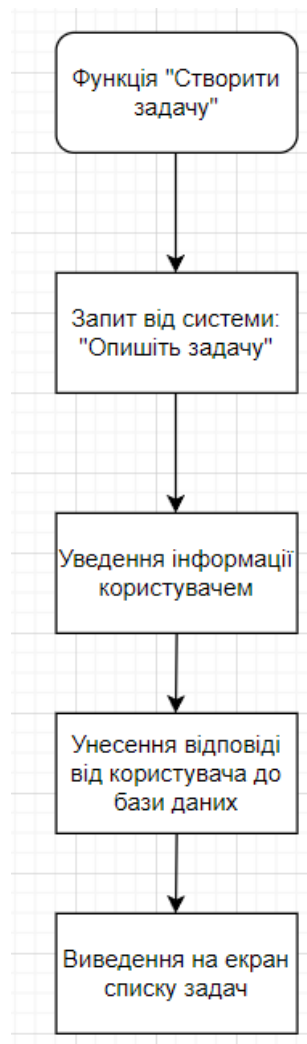 Функція "Створити
задачу"
Запит від системи:
"Опишіть задачу"
Уведення інформації
користувачем
Унесення відповіді
від користувача до
бази даних
Виведення на екран
списку задач